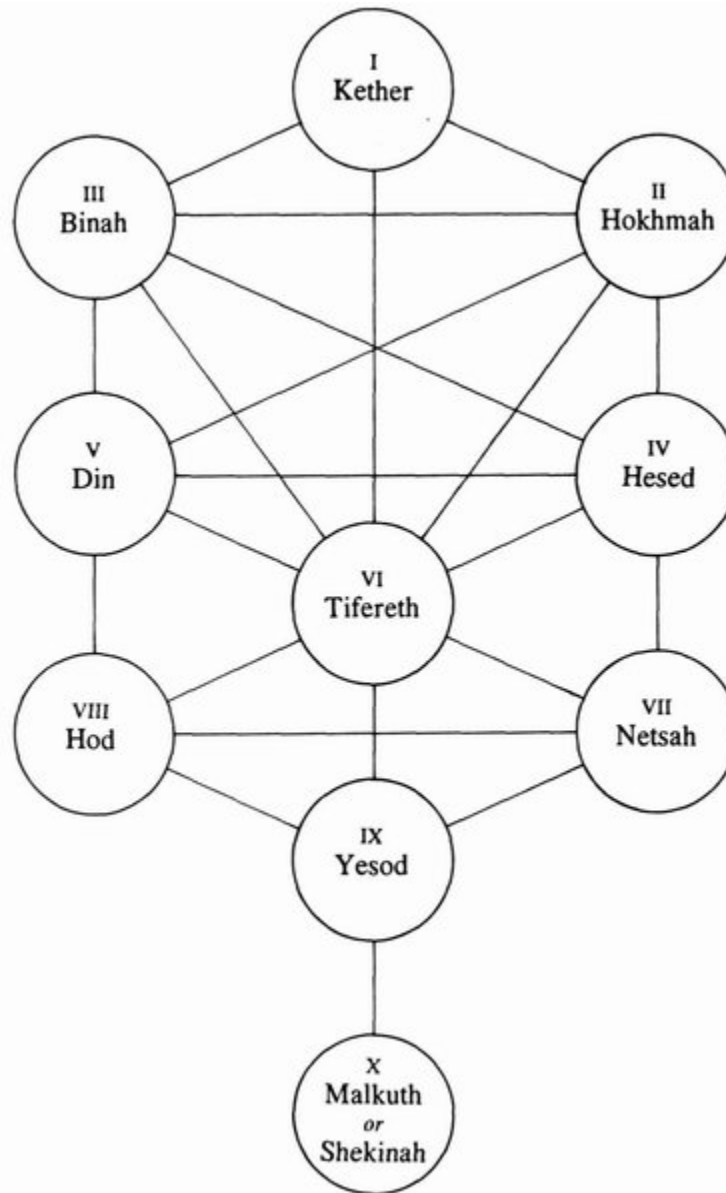 I
Kether
III
Binah
II
Hokhmah
V
Din
IV
Hesed
VI
Tifereth
VIII
Hod
VII
Netsah
IX
Yesod
X
Malkuth
or
Shekinah